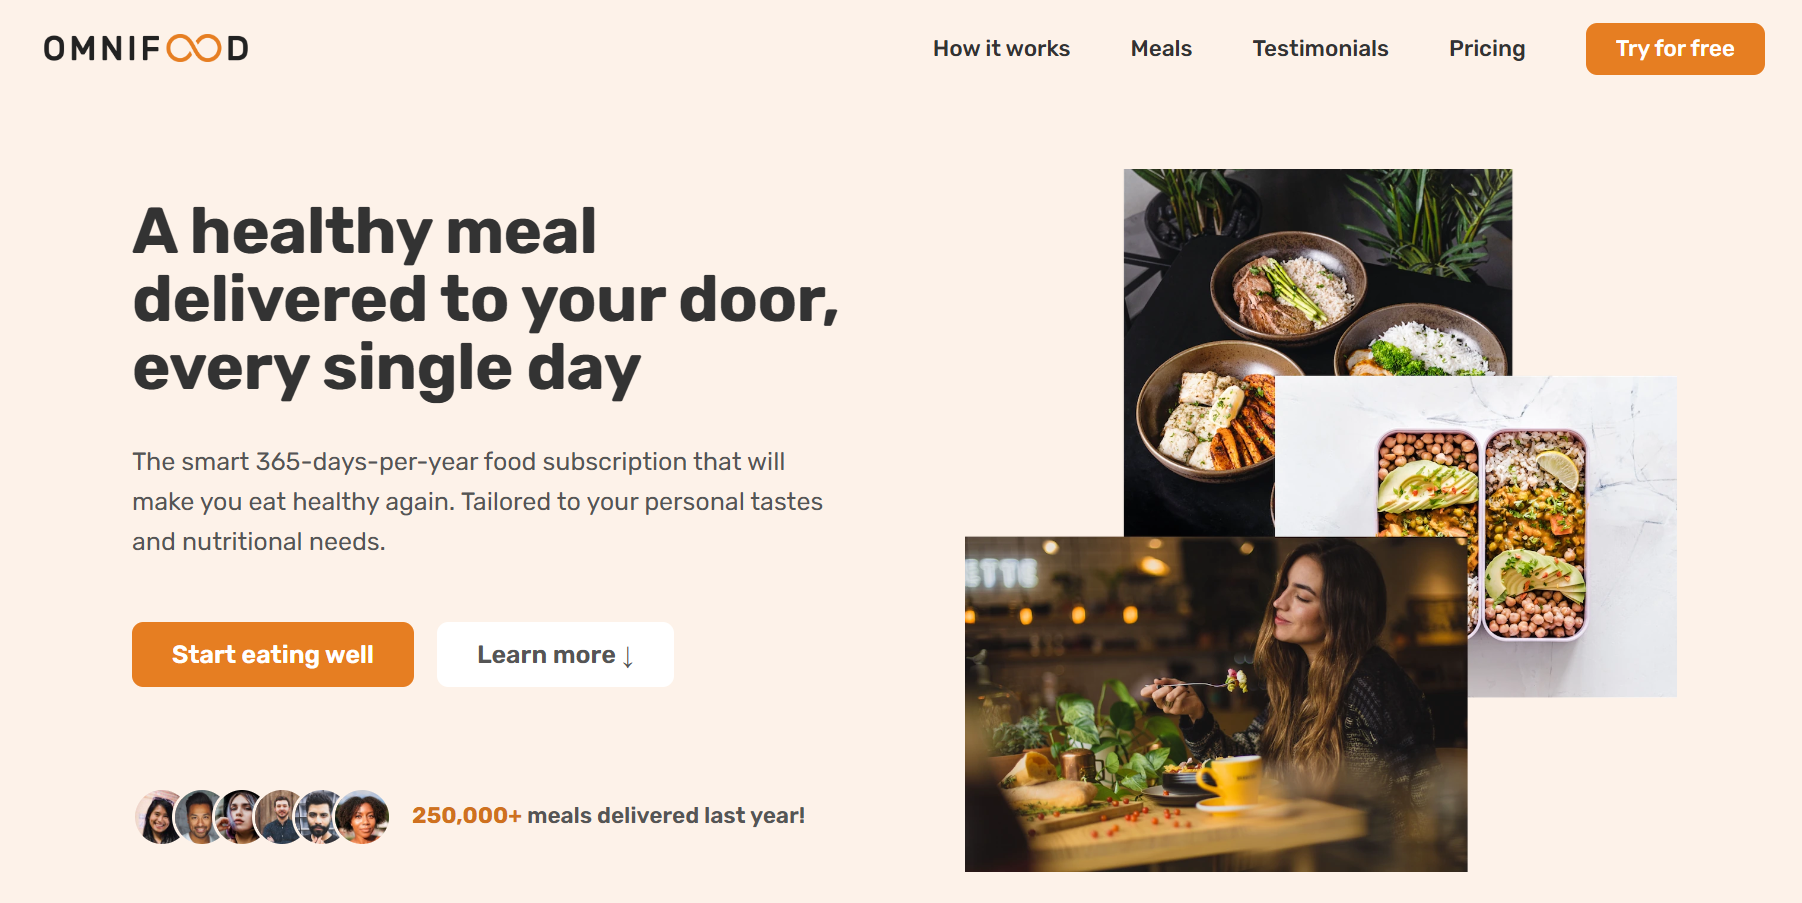 OMNIFOOD
How it works
Meals
Testimonials
Pricing
Try for free
A healthy meal
delivered to your door,
every single day
The smart 365-days-per-year food subscription that will
make you eat healthy again. Tailored to your personal tastes
and nutritional needs.
Start eating well
Learn more ↓
250,000+ meals delivered last year!
ETTE